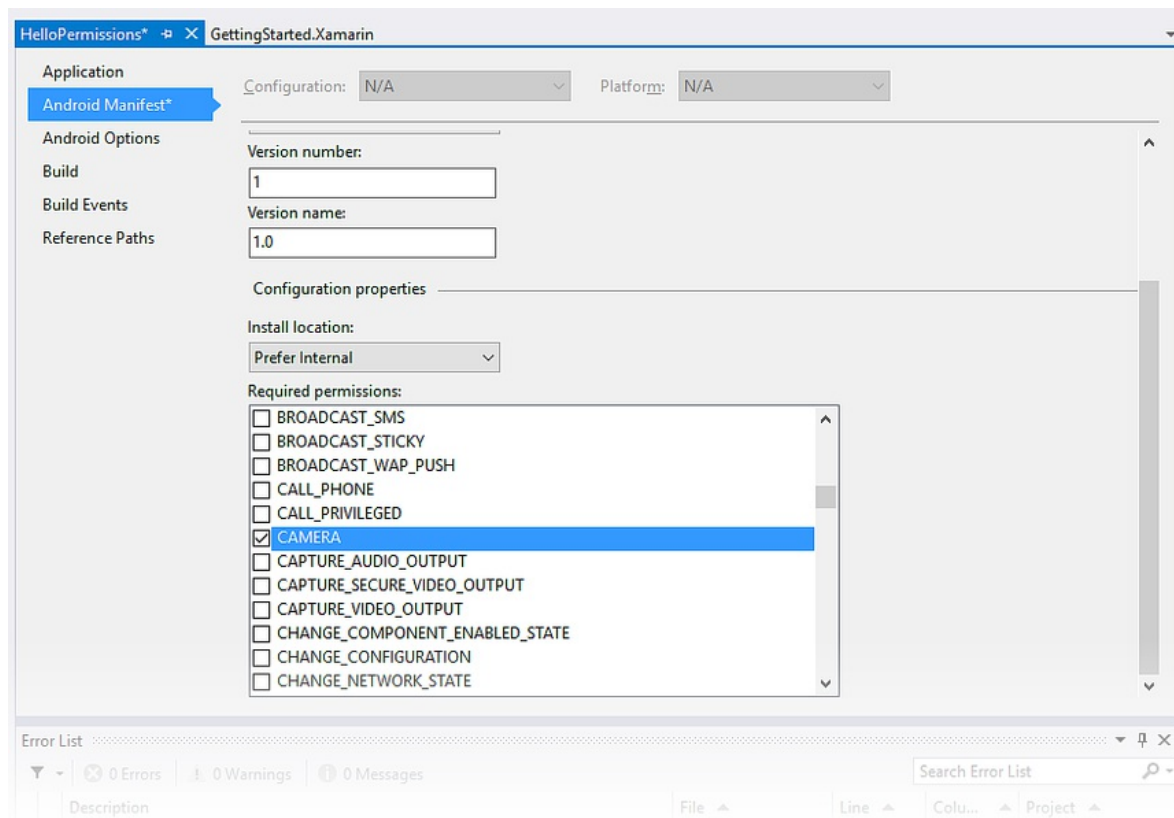 HelloPermissions* GettingStarted.Xamarin
Application
Android Manifest*
Android Options
Build
Build Events
Reference Paths
Configuration: N/A Platform: N/A
Version number:
1
Version name:
1.0
Configuration properties
Install location:
Prefer Internal
Required permissions:
BROADCAST_SMS
BROADCAST_STICKY
BROADCAST_WAP_PUSH
CALL_PHONE
CALL_PRIVILEGED
CAMERA
CAPTURE_AUDIO_OUTPUT
CAPTURE_SECURE_VIDEO_OUTPUT
CAPTURE_VIDEO_OUTPUT
CHANGE_COMPONENT_ENABLED_STATE
CHANGE_CONFIGURATION
CHANGE_NETWORK_STATE
Error List
0 Errors 0 Warnings 0 Messages Search Error List
Description File Line Colu... Project